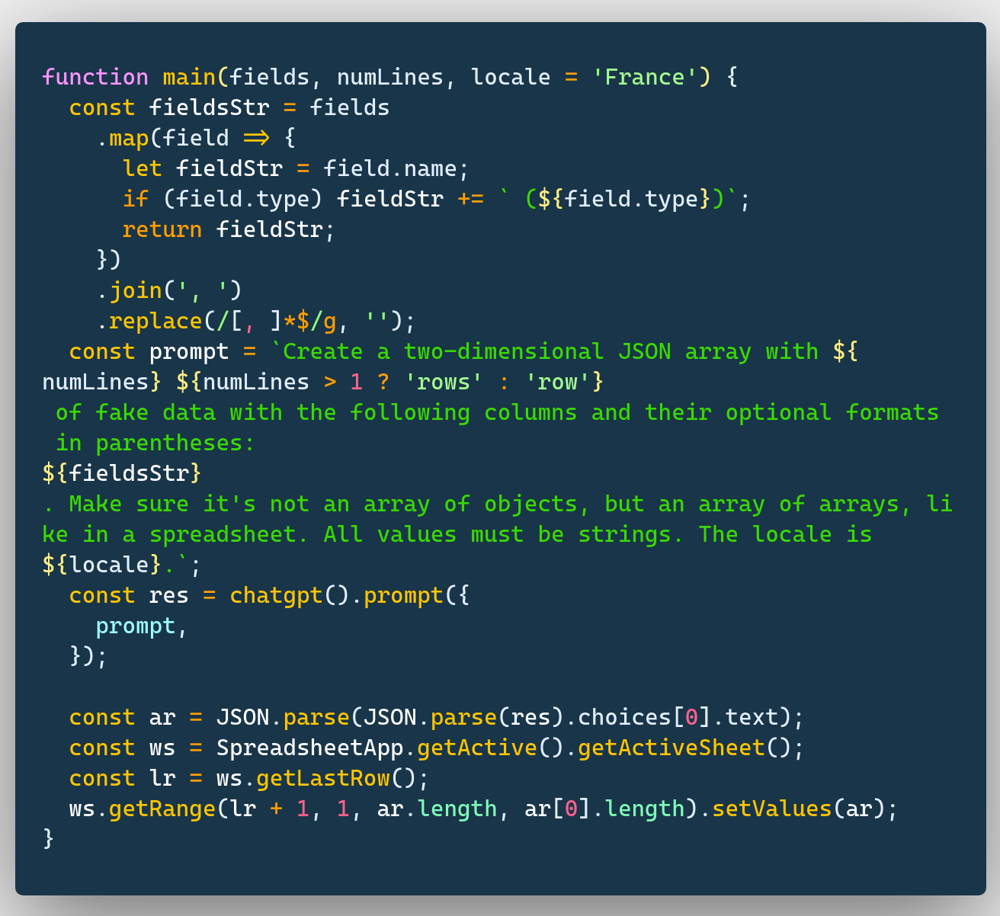 function main(fields, numLines, locale = 'France') {
  const fieldsStr = fields
    .map(field => {
      let fieldStr = field.name;
      if (field.type) fieldStr += ` (${field.type})`;
      return fieldStr;
    })
    .join(', ')
    .replace(/[, ]*$/g, '');
  const prompt = `Create a two-dimensional JSON array with ${
numLines} ${numLines > 1 ? 'rows' : 'row'}
 of fake data with the following columns and their optional formats
 in parentheses:
${fieldsStr}
. Make sure it's not an array of objects, but an array of arrays, li
ke in a spreadsheet. All values must be strings. The locale is
${locale}.`;
  const res = chatgpt().prompt({
    prompt,
  });

  const ar = JSON.parse(JSON.parse(res).choices[0].text);
  const ws = SpreadsheetApp.getActive().getActiveSheet();
  const lr = ws.getLastRow();
  ws.getRange(lr + 1, 1, ar.length, ar[0].length).setValues(ar);
}